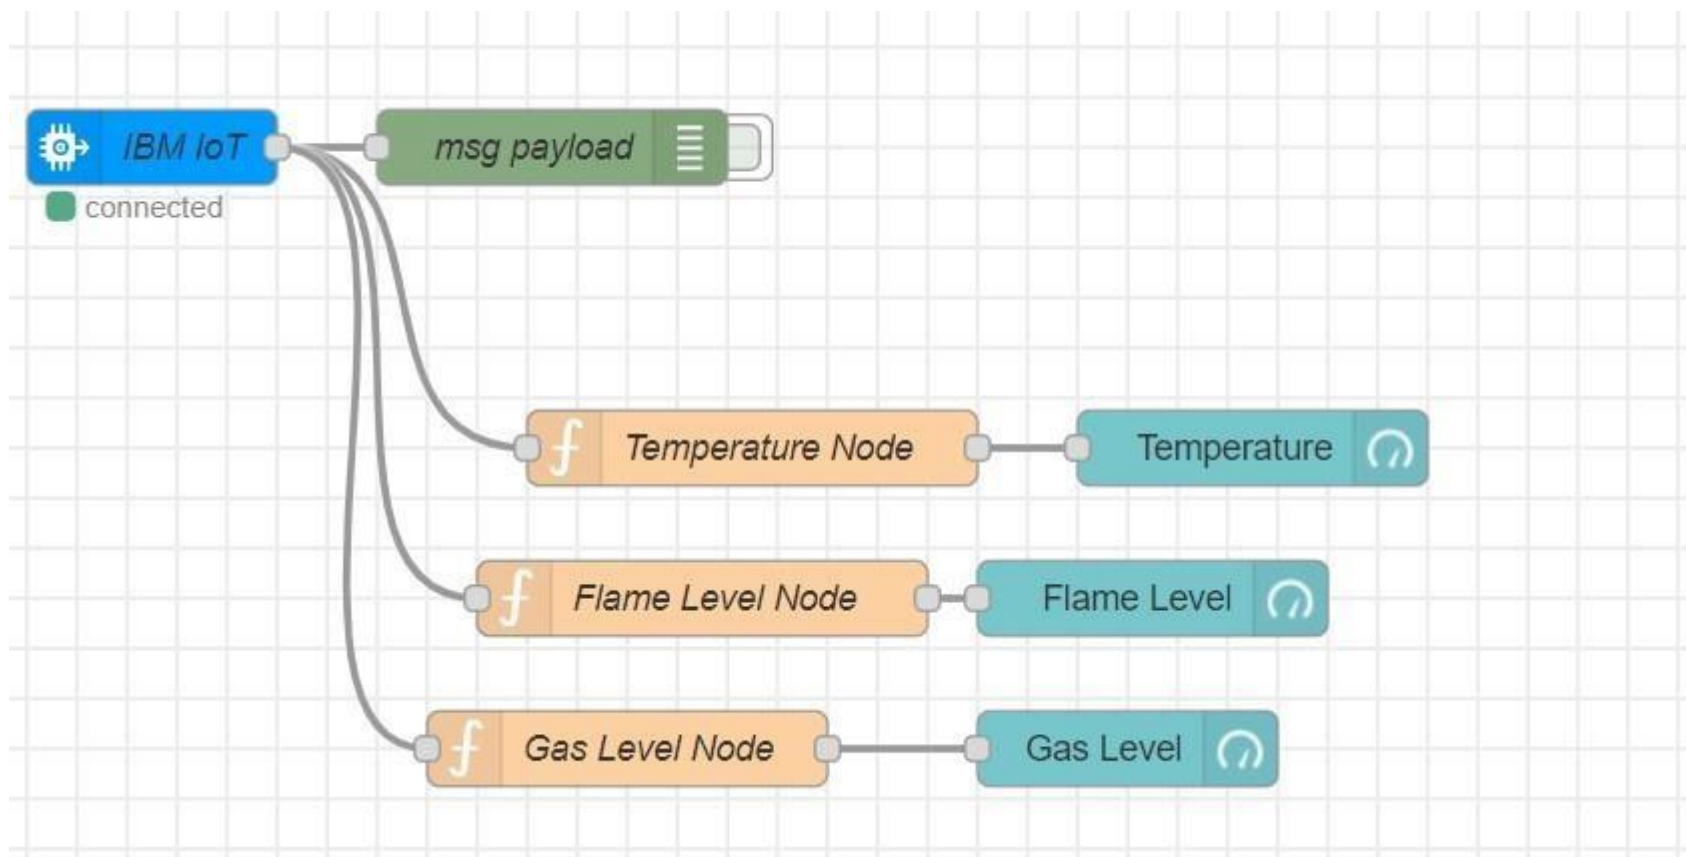 IBM IoT
msg payload
connected
Temperature Node
Temperature
Flame Level Node
Flame Level
Gas Level Node
Gas Level